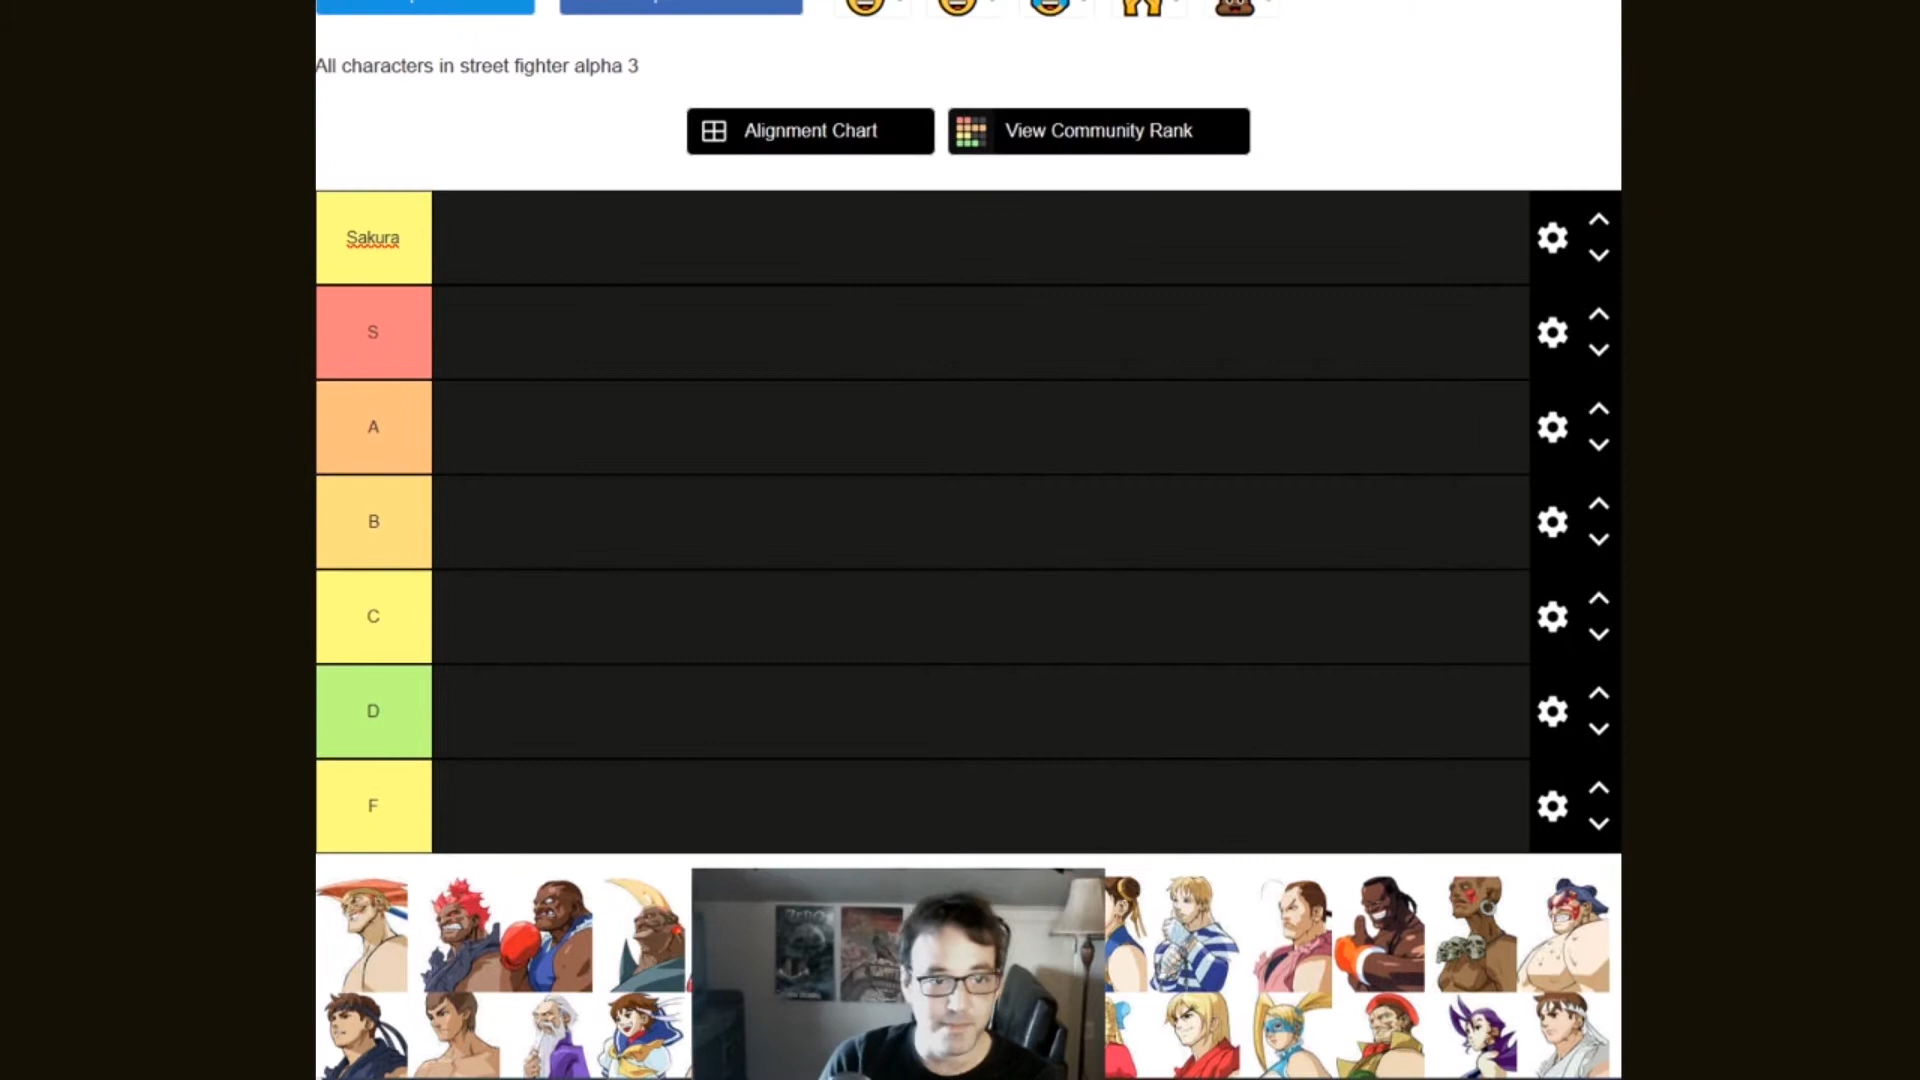 All characters in street fighter alpha 3
Alignment Chart
View Community Rank
Sakura
S
A
B
C
D
F